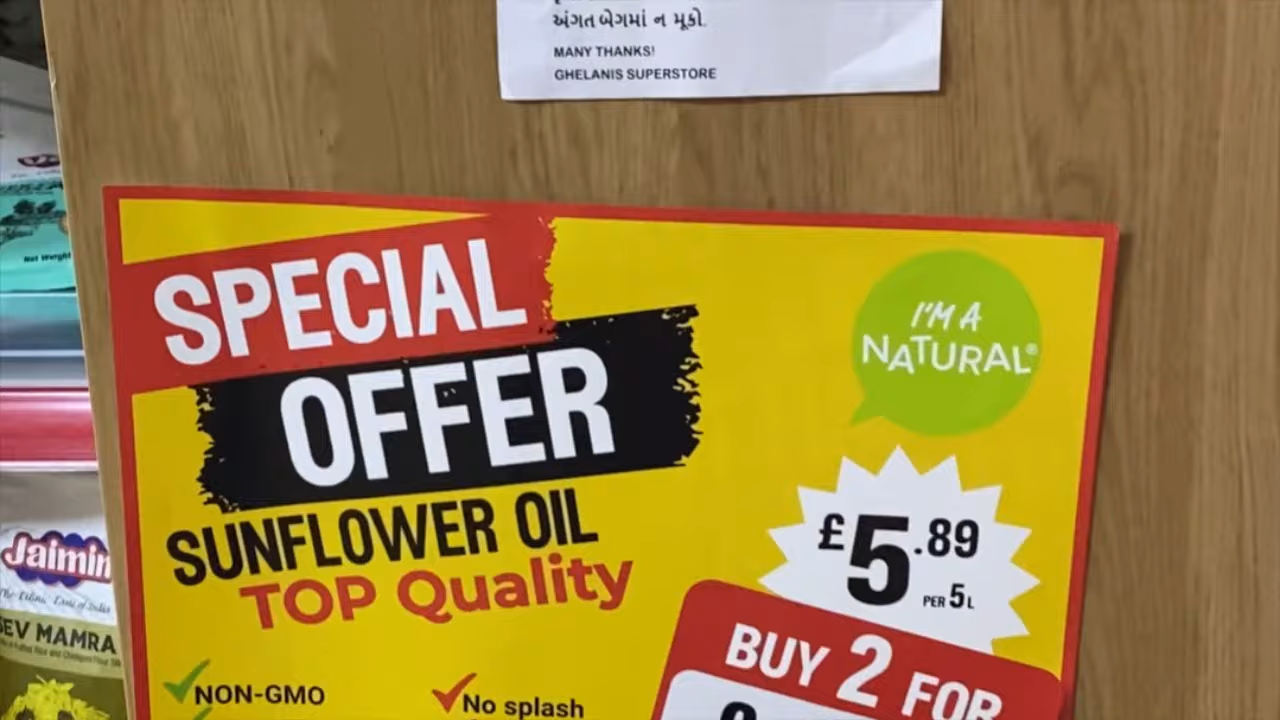 અંગત બેગમાં ન મૂકો.
MANY THANKS!
GHELANIS SUPERSTORE
SPECIAL
OFFER
SUNFLOWER OIL
TOP Quality
I'M A
NATURAL®
£5.89
PER 5L
BUY 2 FOR
NON-GMO
No splash
Net Weight
Jaimin
SEV MAMRA